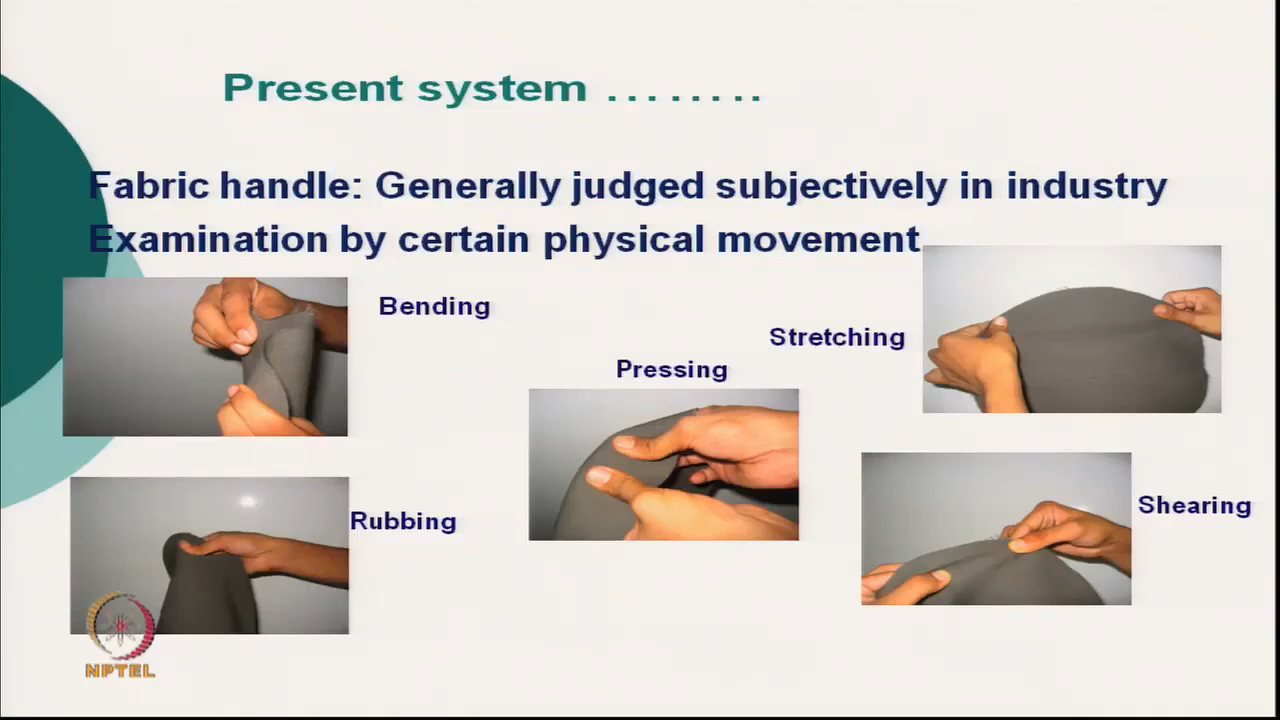 Present system ........
Fabric handle: Generally judged subjectively in industry
Examination by certain physical movement
Bending
Stretching
Pressing
Rubbing
Shearing
NPTEL